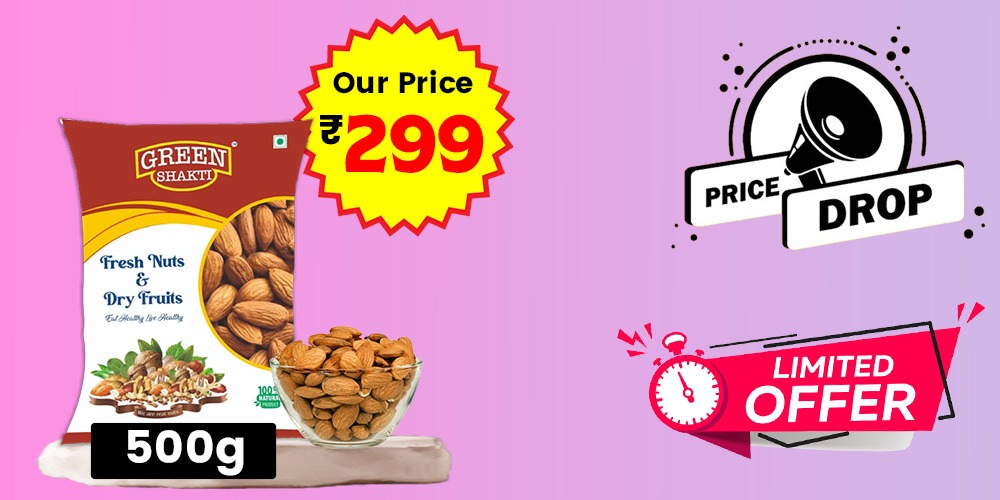 Our Price
₹299
GREEN
SHAKTI
Fresh Nuts
&
Dry Fruits
Eat Healthy Live Healthy
100%
NATURAL
PRODUCT
500g
PRICE
DROP
LIMITED
OFFER